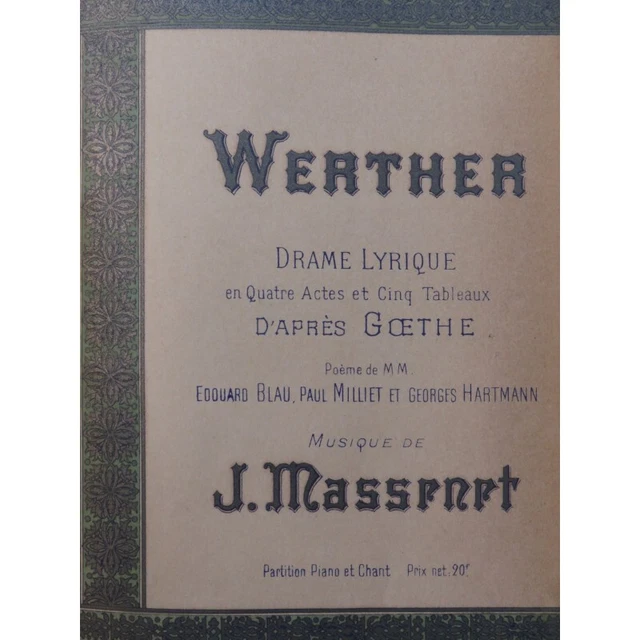 WERTHER
DRAME LYRIQUE
en Quatre Actes et Cinq Tableaux
D'APRÈS GŒTHE
Poème de MM.
EDOUARD BLAU, PAUL MILLIET ET GEORGES HARTMANN
MUSIQUE DE
J. Massenet
Partition Piano et Chant Prix net: 20f